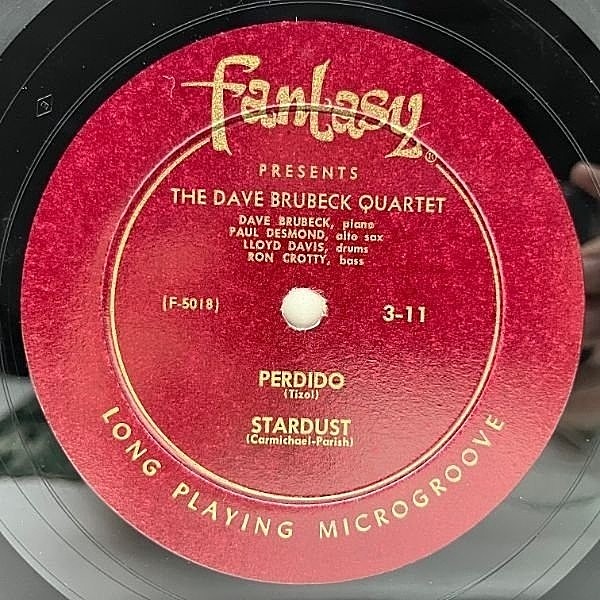 fantasy®
PRESENTS
THE DAVE BRUBECK QUARTET
DAVE BRUBECK, piano
PAUL DESMOND, alto sax
LLOYD DAVIS, drums
RON CROTTY, bass
(F-5018) 3-11
PERDIDO
(Tizol)
STARDUST
(Carmichael-Parish)
LONG PLAYING MICROGROOVE